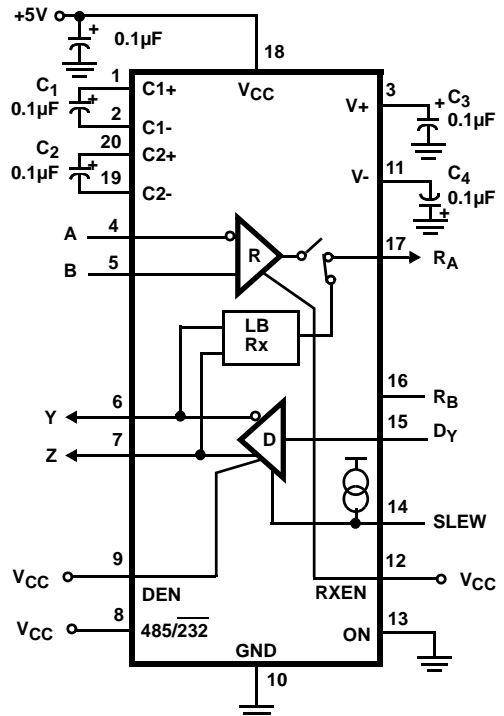 +5V
+ 0.1µF
18
1 C1+ VCC 3
C1 0.1µF + V+ + C3 0.1µF
2 C1-
C2 20 C2+
0.1µF + 11 C4
19 C2- V- 0.1µF +
A 4 17 RA
B 5 R
LB
Rx
16 RB
Y 6 15 DY
Z 7 D
14 SLEW
9 12
VCC DEN RXEN VCC
8 13
VCC 485/232 ON
GND
10